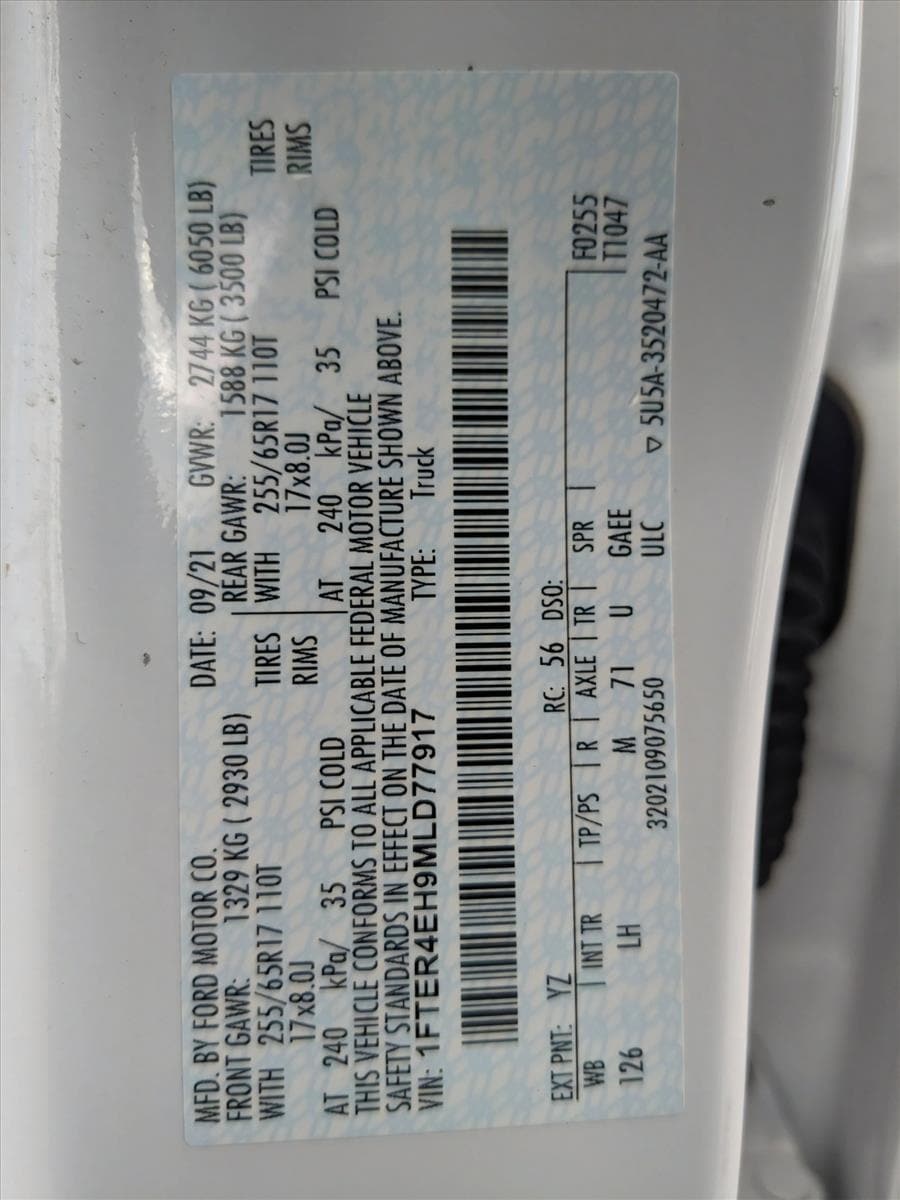 MFD. BY FORD MOTOR CO.
DATE: 09/21 GVWR: 2744 KG ( 6050 LB)
FRONT GAWR: 1329 KG ( 2930 LB) REAR GAWR: 1588 KG ( 3500 LB)
WITH 255/65R17 110T TIRES WITH 255/65R17 110T TIRES
17x8.0J RIMS 17x8.0J RIMS
AT 240 kPa/ 35 PSI COLD AT 240 kPa/ 35 PSI COLD
THIS VEHICLE CONFORMS TO ALL APPLICABLE FEDERAL MOTOR VEHICLE
SAFETY STANDARDS IN EFFECT ON THE DATE OF MANUFACTURE SHOWN ABOVE.
VIN: 1FTER4EH9MLD77917 TYPE: Truck
EXT PNT: YZ RC: 56 DSO: F0255
WB | INT TR | TP/PS | R | AXLE | TR | SPR | T1047
126 LH M 71 U GAEE
3202109075650 ULC ▽ 5U5A-3520472-AA